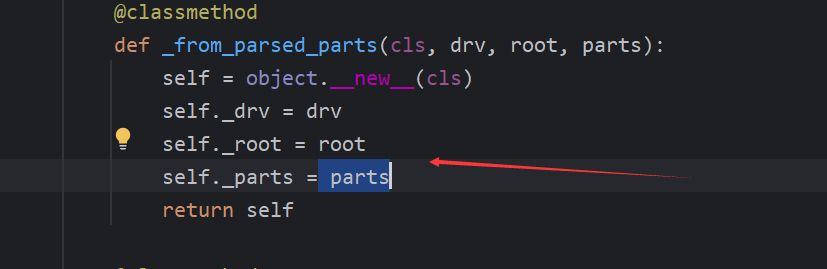 @classmethod
def _from_parsed_parts(cls, drv, root, parts):
self = object.__new__(cls)
self._drv = drv
self._root = root
self._parts = parts
return self